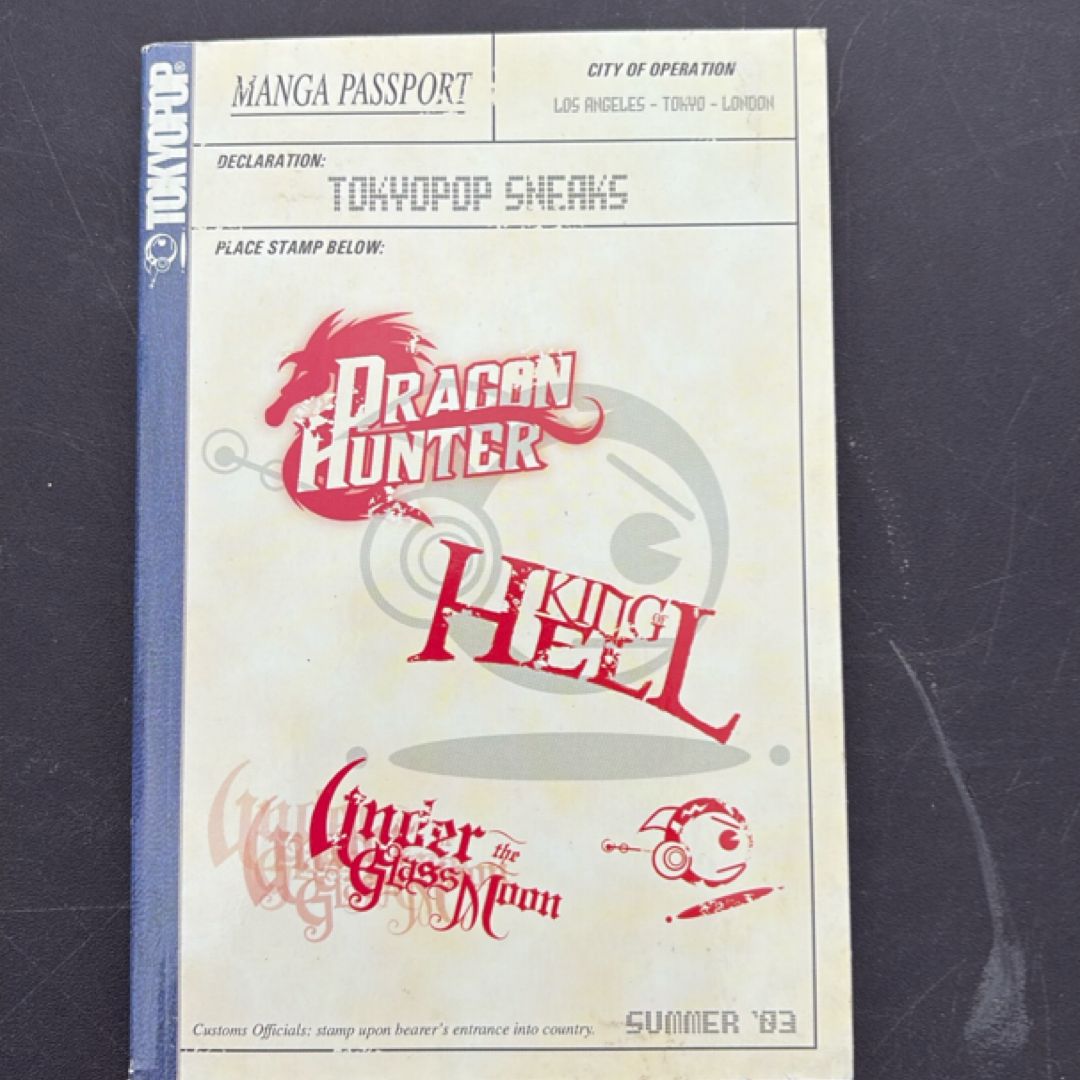 TOKYOPOP®
MANGA PASSPORT
CITY OF OPERATION
LOS ANGELES - TOKYO - LONDON
DECLARATION:
TOKYOPOP SNEAKS
PLACE STAMP BELOW:
DRAGON
HUNTER
KING OF
HELL
Under the
Glass Moon
Customs Officials: stamp upon bearer's entrance into country.
SUMMER '03